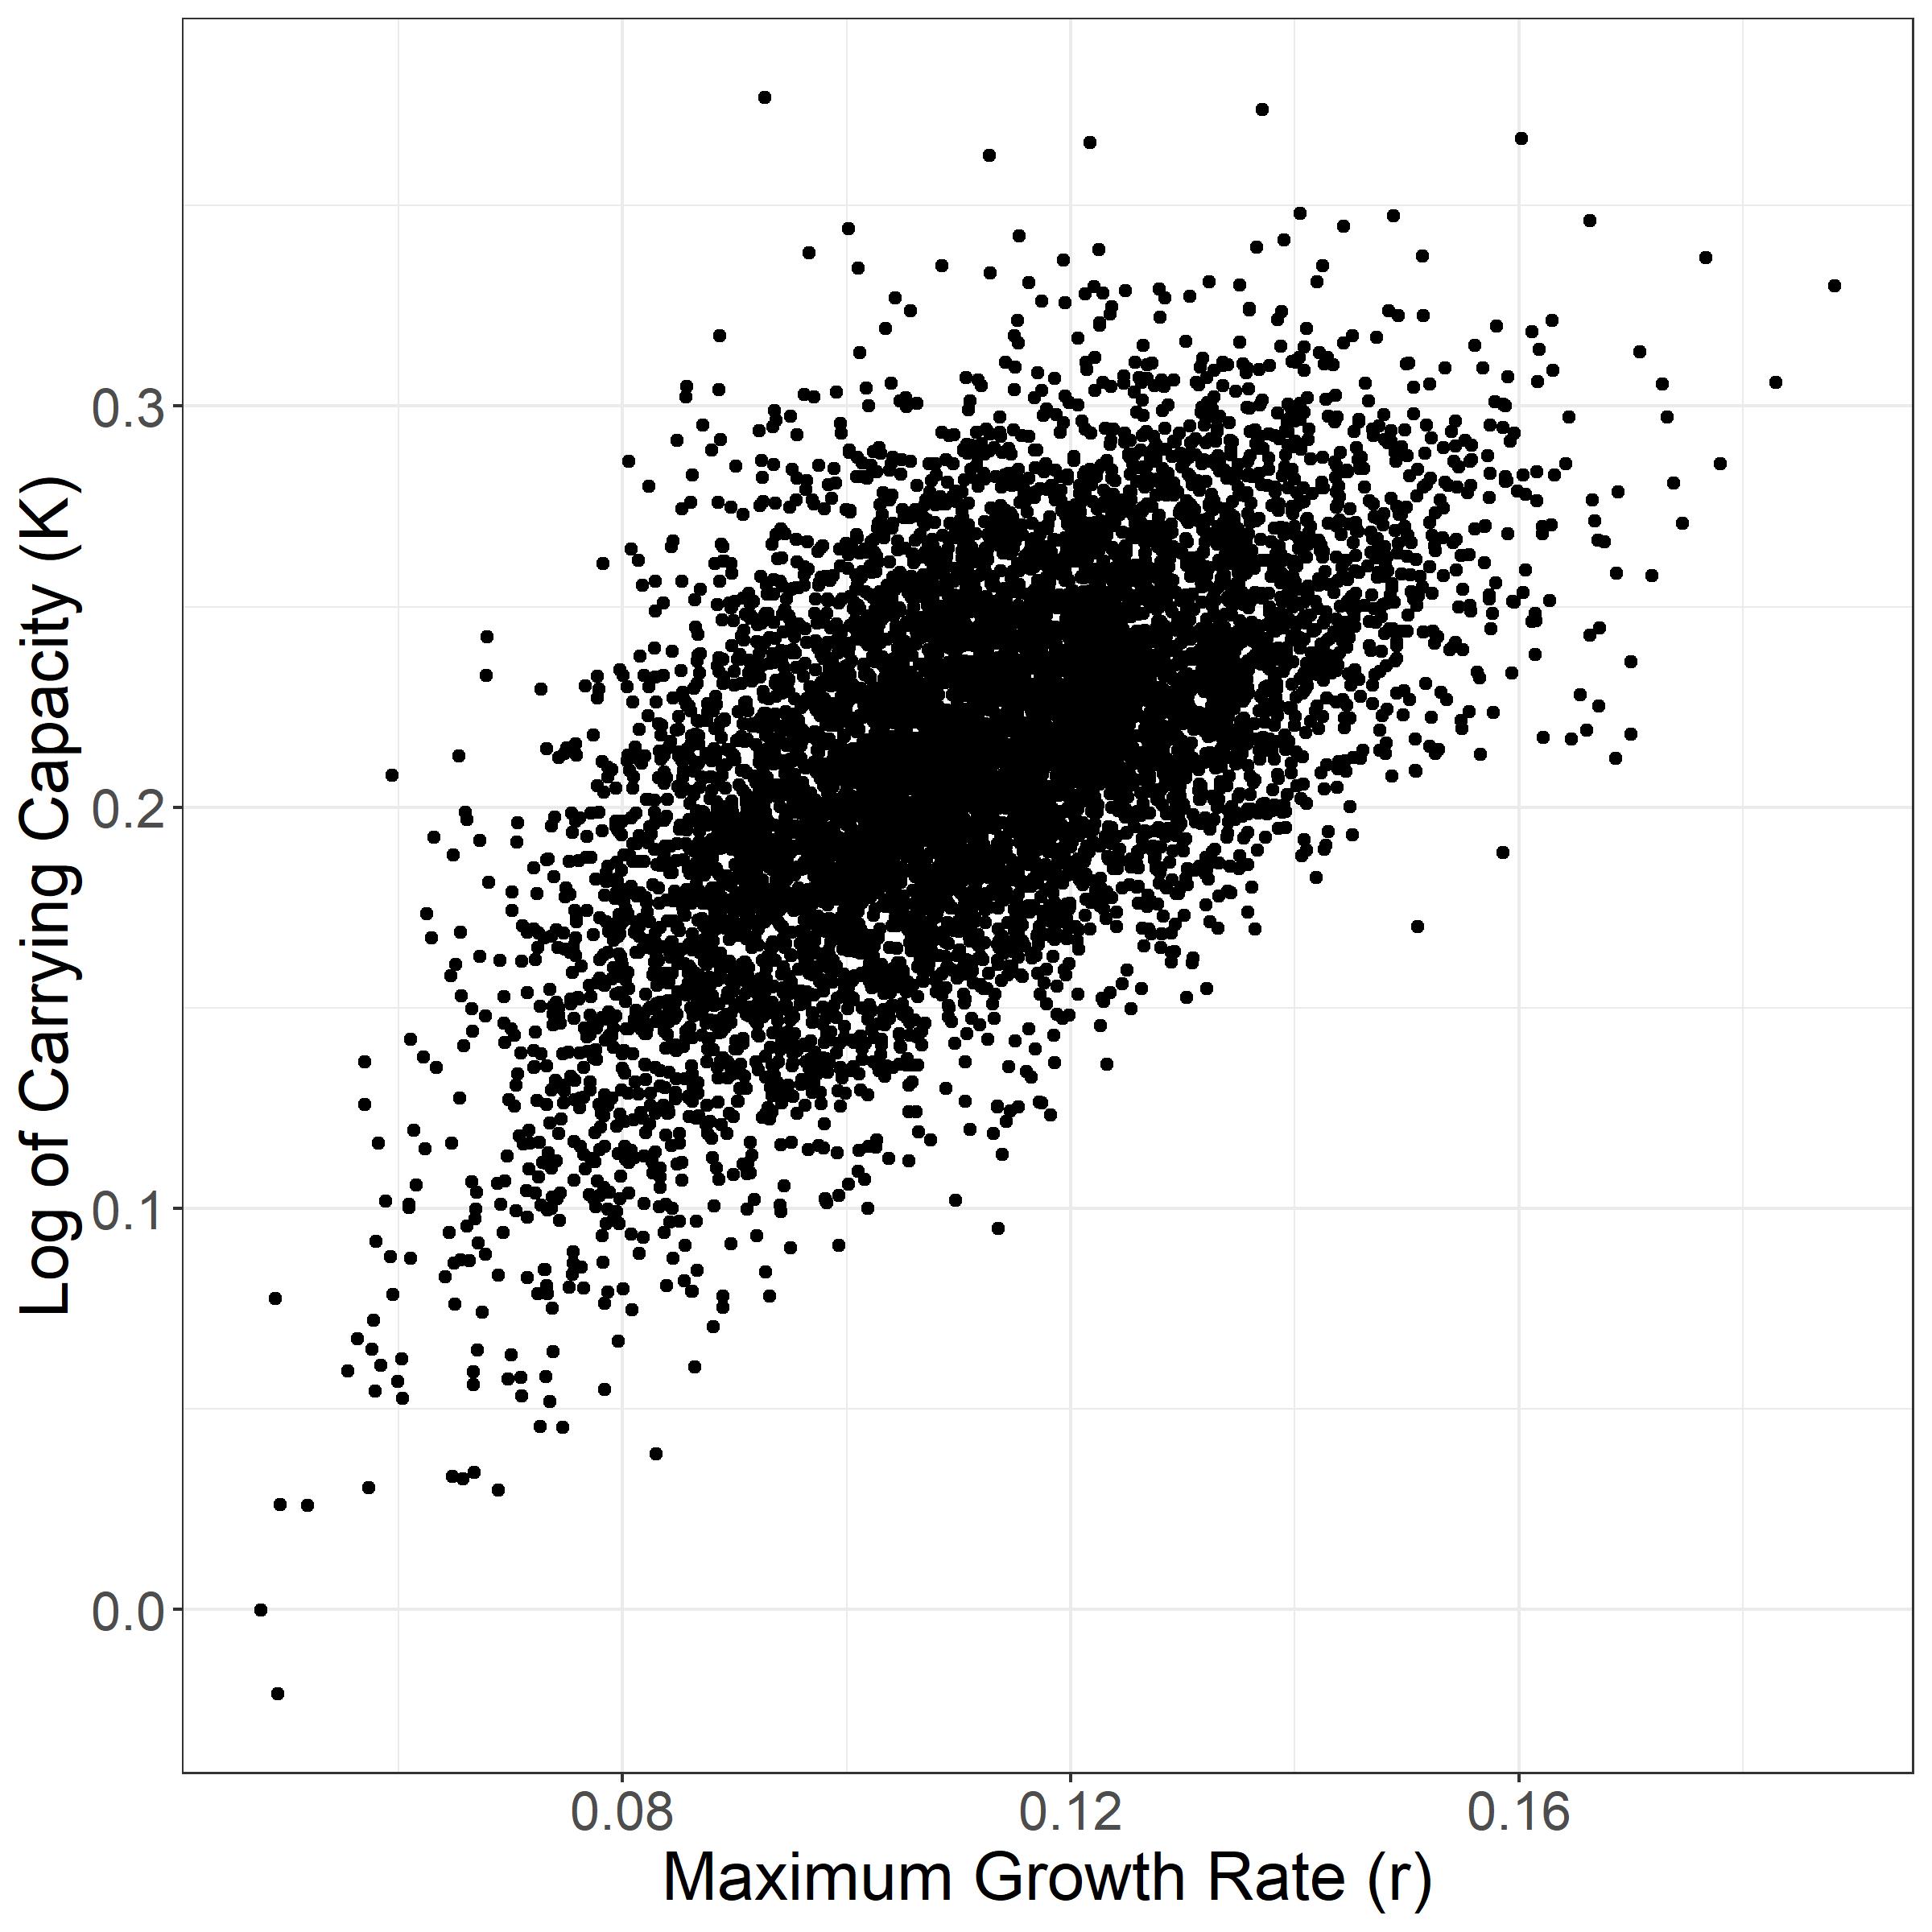 Log of Carrying Capacity (K)
0.3
0.2
0.1
0.0
0.08 0.12 0.16
Maximum Growth Rate (r)